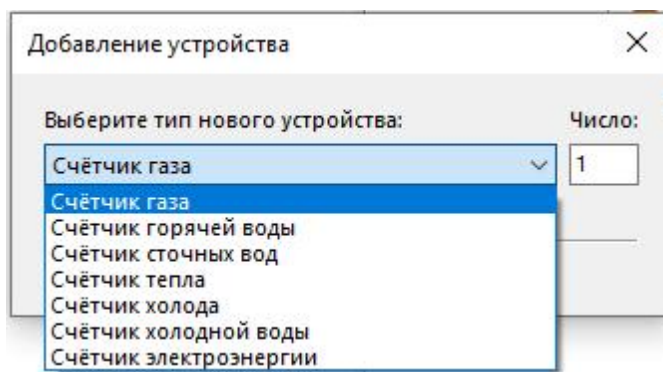 Добавление устройства
Выберите тип нового устройства: Число:
Счётчик газа 1
Счётчик газа
Счётчик горячей воды
Счётчик сточных вод
Счётчик тепла
Счётчик холода
Счётчик холодной воды
Счётчик электроэнергии